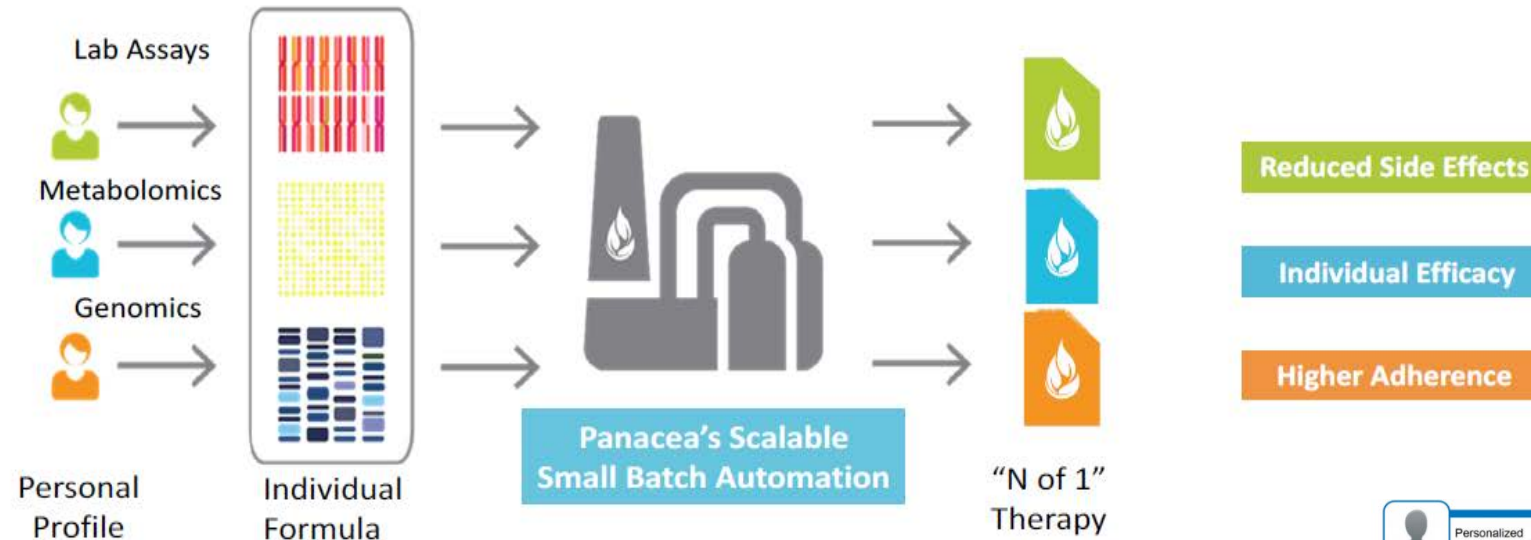 Lab Assays
Metabolomics
Genomics
Personal
Profile
Individual
Formula
Panacea’s Scalable
Small Batch Automation
“N of 1”
Therapy
Reduced Side Effects
Individual Efficacy
Higher Adherence
Personalized